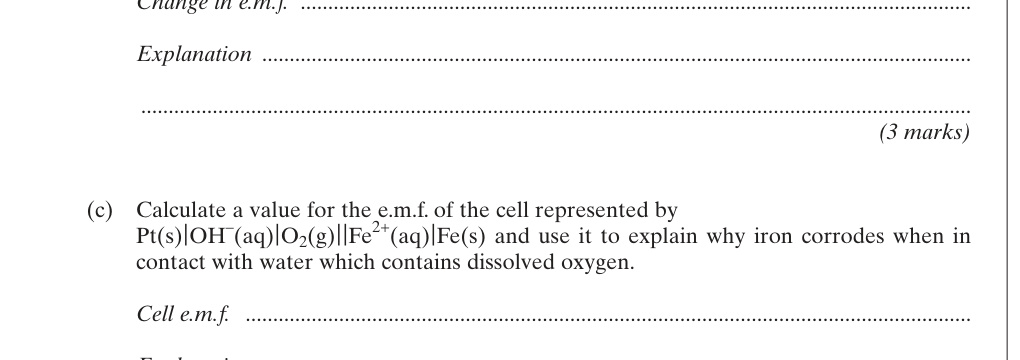 Change in e.m.f. ........................................................................................................................
Explanation ........................................................................................................................
........................................................................................................................
(3 marks)
(c) Calculate a value for the e.m.f. of the cell represented by
Pt(s)|OH⁻(aq)|O₂(g)||Fe²⁺(aq)|Fe(s) and use it to explain why iron corrodes when in
contact with water which contains dissolved oxygen.
Cell e.m.f. ........................................................................................................................